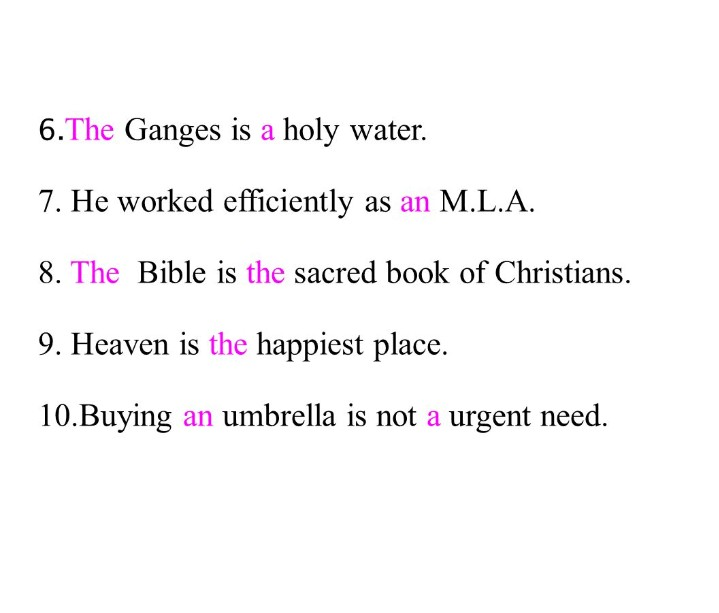 6.The Ganges is a holy water.
7. He worked efficiently as an M.L.A.
8. The Bible is the sacred book of Christians.
9. Heaven is the happiest place.
10.Buying an umbrella is not a urgent need.